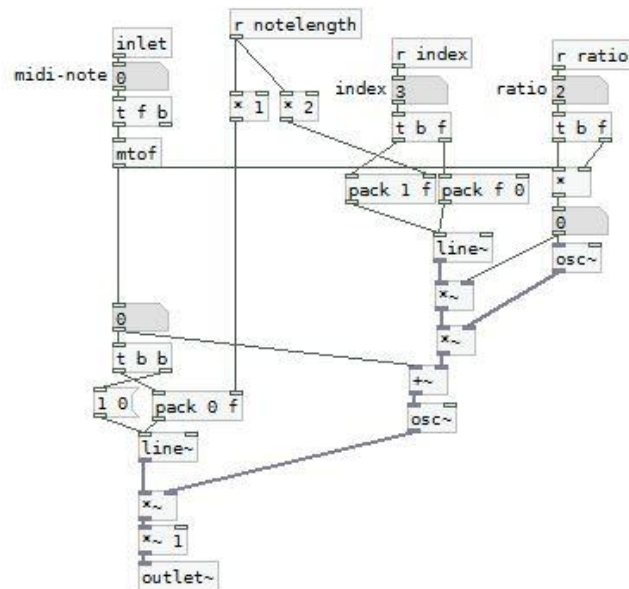 r notelength
inlet
r index
r ratio
midi-note 0
index 3
ratio 2
* 1
* 2
t f b
t b f
t b f
mtof
*
pack 1 f
pack f 0
0
line~
osc~
*~
0
*~
t b b
+~
1 0
pack 0 f
osc~
line~
*~
*~ 1
outlet~